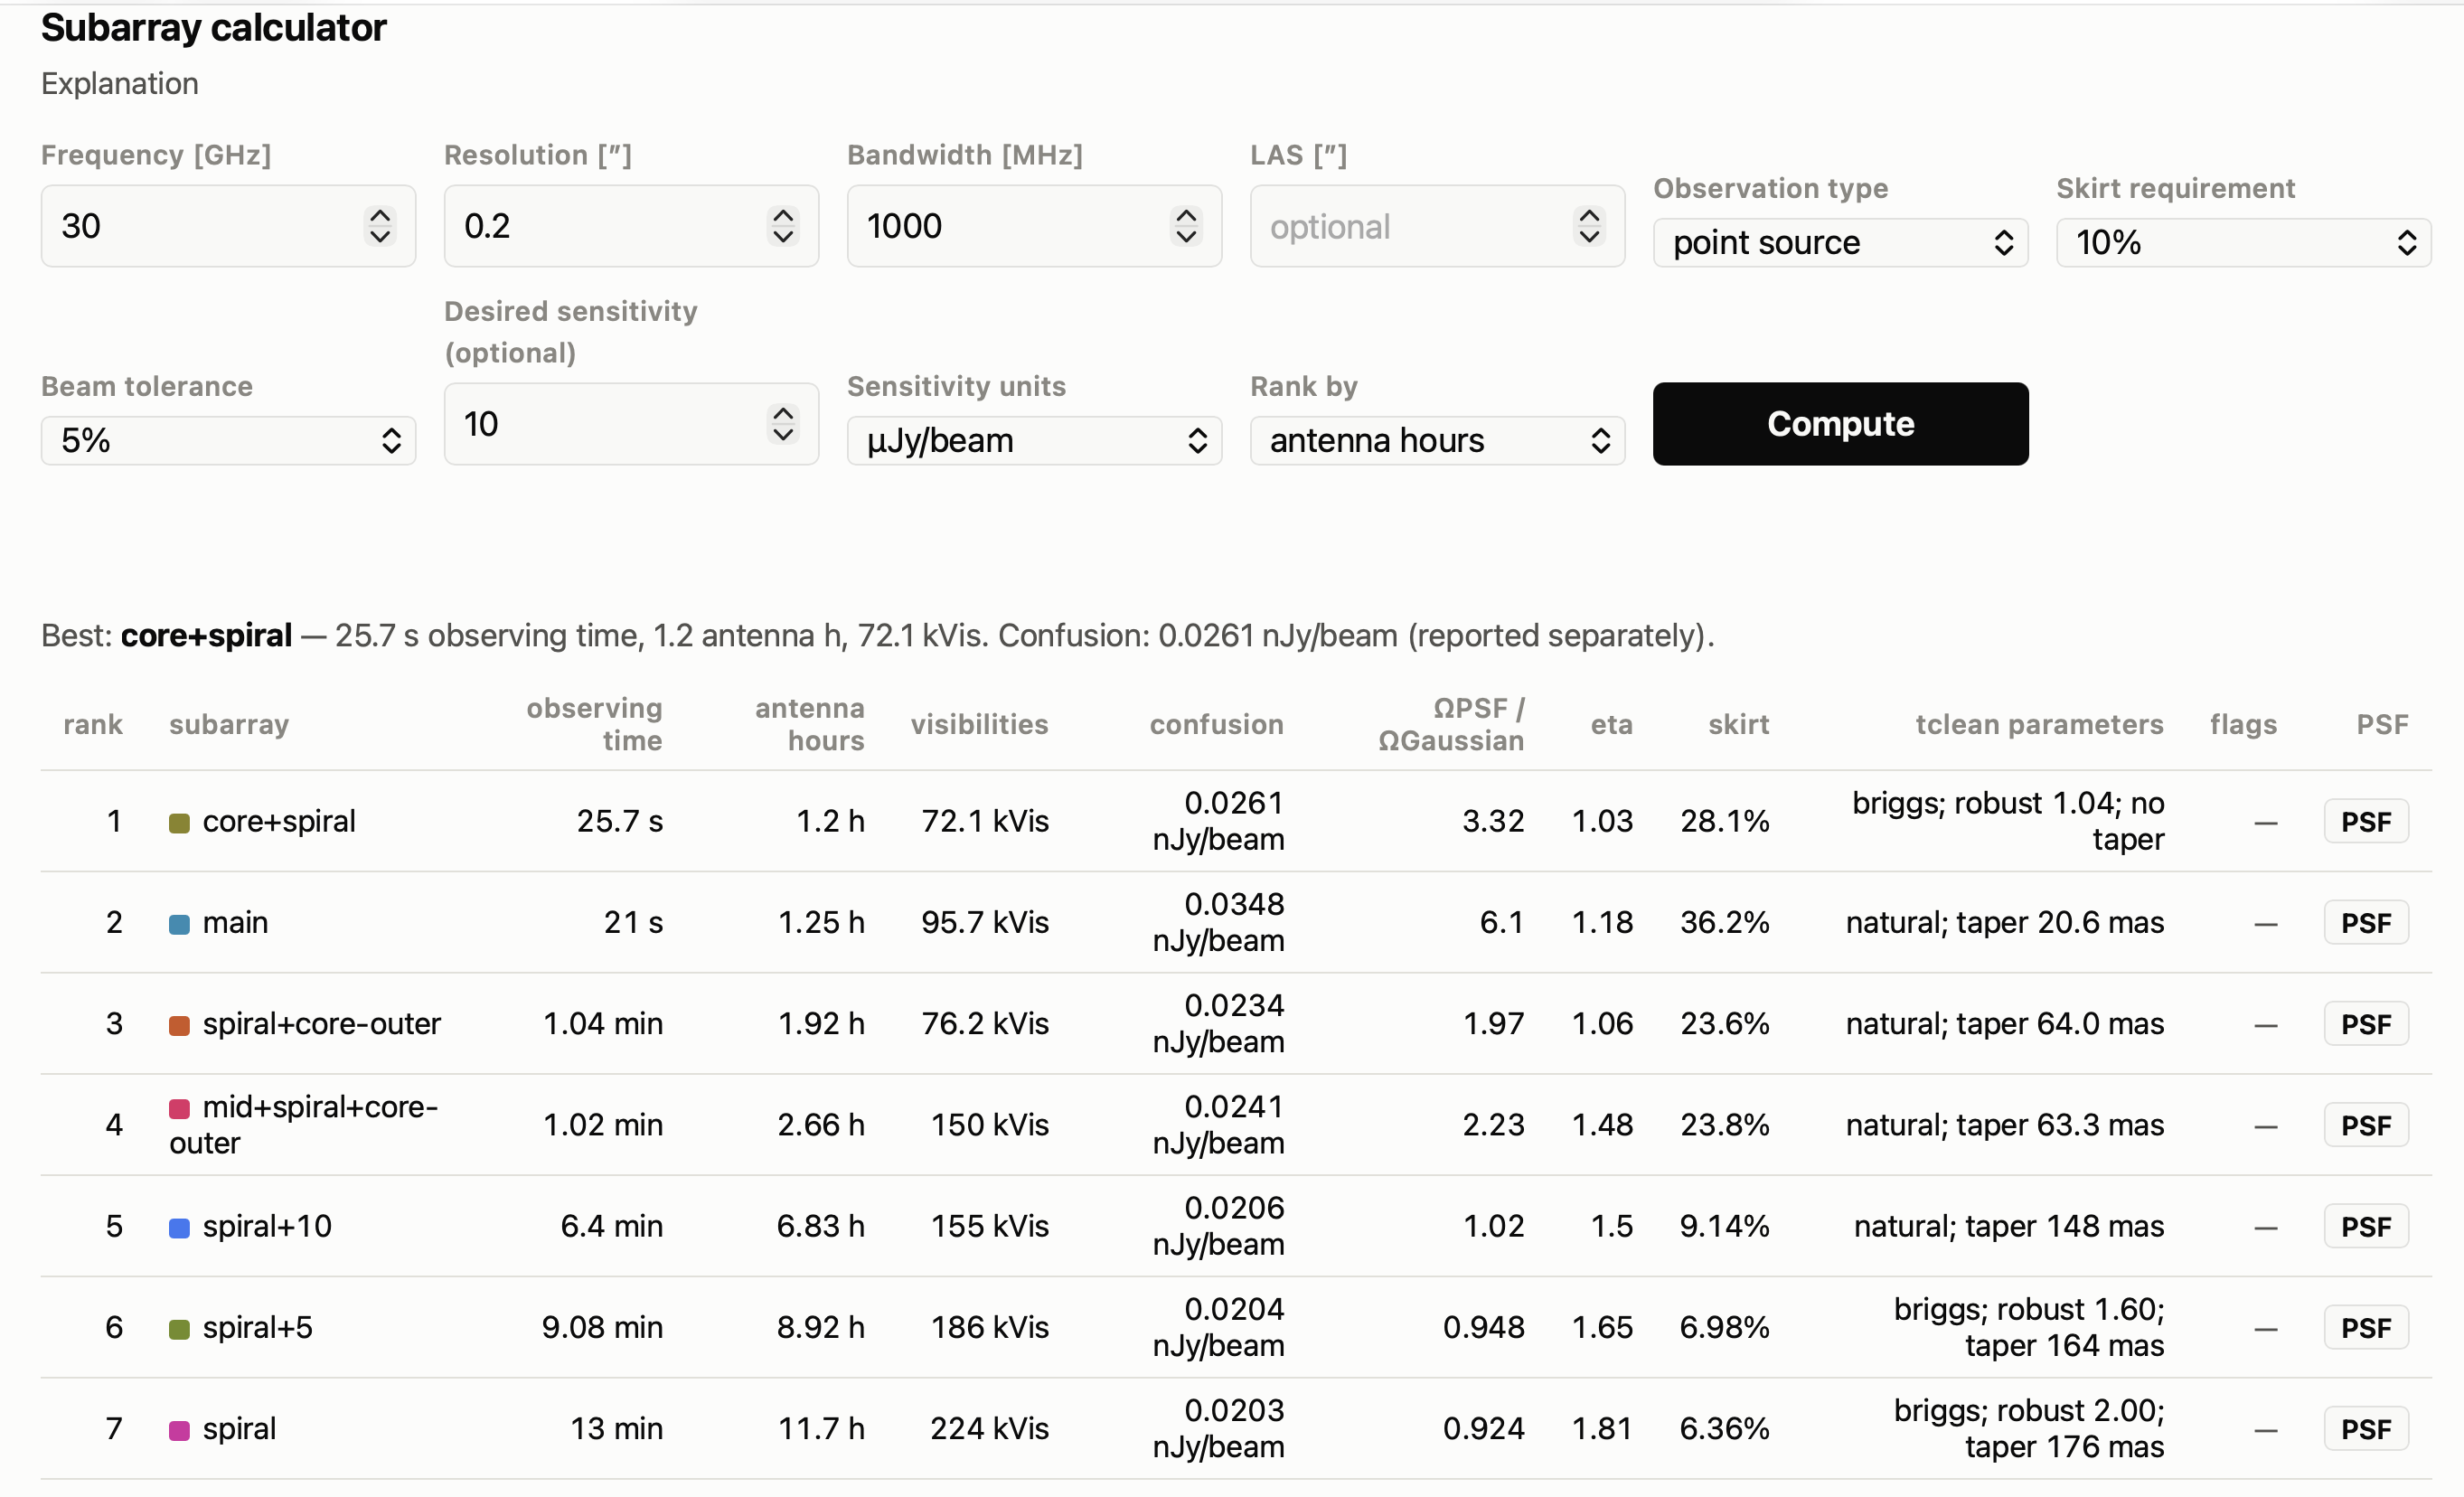 Subarray calculator
Explanation
Frequency [GHz]
30
Resolution [″]
0.2
Bandwidth [MHz]
1000
LAS [″]
optional
Observation type
point source
Skirt requirement
10%
Beam tolerance
5%
Desired sensitivity
(optional)
10
Sensitivity units
μJy/beam
Rank by
antenna hours
Compute
Best: core+spiral — 25.7 s observing time, 1.2 antenna h, 72.1 kVis. Confusion: 0.0261 nJy/beam (reported separately).
rank subarray observing time antenna hours visibilities confusion ΩPSF / ΩGaussian eta skirt tclean parameters flags PSF
1 core+spiral 25.7 s 1.2 h 72.1 kVis 0.0261 nJy/beam 3.32 1.03 28.1% briggs; robust 1.04; no taper — PSF
2 main 21 s 1.25 h 95.7 kVis 0.0348 nJy/beam 6.1 1.18 36.2% natural; taper 20.6 mas — PSF
3 spiral+core-outer 1.04 min 1.92 h 76.2 kVis 0.0234 nJy/beam 1.97 1.06 23.6% natural; taper 64.0 mas — PSF
4 mid+spiral+core-outer 1.02 min 2.66 h 150 kVis 0.0241 nJy/beam 2.23 1.48 23.8% natural; taper 63.3 mas — PSF
5 spiral+10 6.4 min 6.83 h 155 kVis 0.0206 nJy/beam 1.02 1.5 9.14% natural; taper 148 mas — PSF
6 spiral+5 9.08 min 8.92 h 186 kVis 0.0204 nJy/beam 0.948 1.65 6.98% briggs; robust 1.60; taper 164 mas — PSF
7 spiral 13 min 11.7 h 224 kVis 0.0203 nJy/beam 0.924 1.81 6.36% briggs; robust 2.00; taper 176 mas — PSF